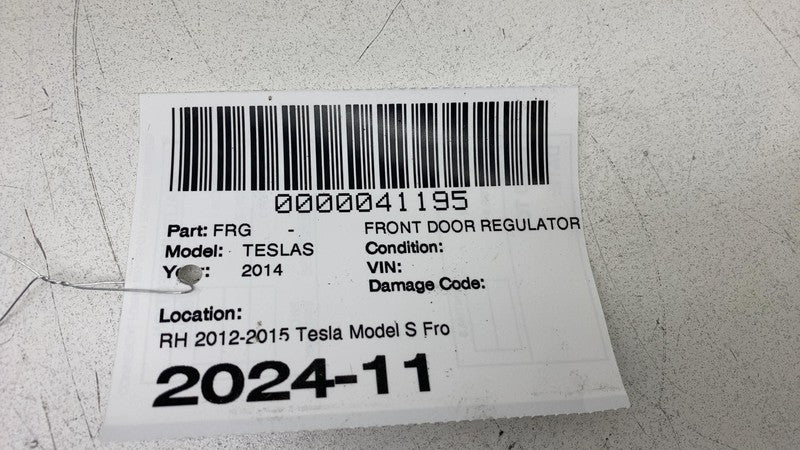 0000041195
Part: FRG - FRONT DOOR REGULATOR
Model: TESLAS Condition:
2014 VIN:
Damage Code:
Location:
RH 2012-2015 Tesla Model S Fro
2024-11